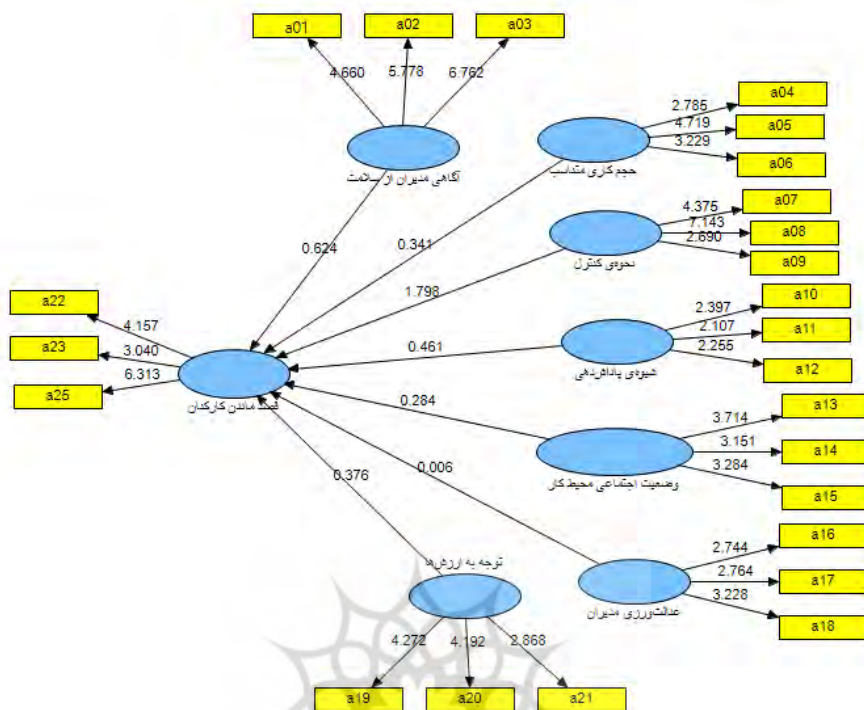 a01
a02
a03
4.660
5.778
6.762
آگاهی مدیران از سلامت
a04
a05
a06
2.785
4.719
3.229
حجم کاری متناسب
a07
a08
a09
4.375
7.143
2.690
نحوه‌ی کنترل
a10
a11
a12
2.397
2.107
2.255
شیوه‌ی پاداش‌دهی
a13
a14
a15
3.714
3.151
3.284
وضعیت اجتماعی محیط کار
a16
a17
a18
2.744
2.764
3.228
عدالت‌ورزی مدیران
توجه به ارزش‌ها
4.272
4.192
2.868
a19
a20
a21
0.624
0.341
1.798
0.461
0.284
0.006
0.376
a22
a23
a25
4.157
3.040
6.313
قصد ماندن کارکنان